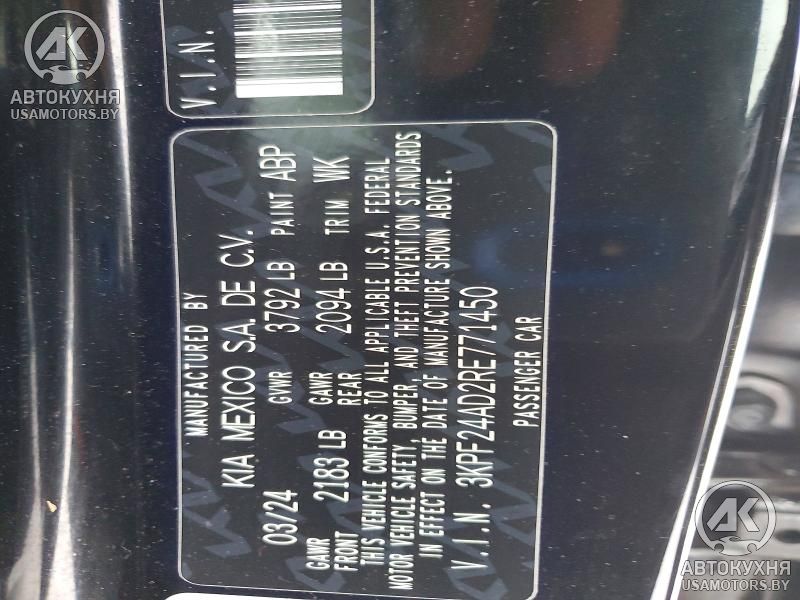 V.I.N.
MANUFACTURED BY
KIA MEXICO S.A. DE C.V.
03/24 GVWR 3792 LB PAINT ABP
GAWR FRONT 2183 LB GAWR REAR 2094 LB TRIM WK
THIS VEHICLE CONFORMS TO ALL APPLICABLE U.S.A. FEDERAL
MOTOR VEHICLE SAFETY, BUMPER, AND THEFT PREVENTION STANDARDS
IN EFFECT ON THE DATE OF MANUFACTURE SHOWN ABOVE.
V.I.N. 3KPF24AD2RE771450
PASSENGER CAR
АК
АВТОКУХНЯ
USAMOTORS.BY
АК
АВТОКУХНЯ
USAMOTORS.BY